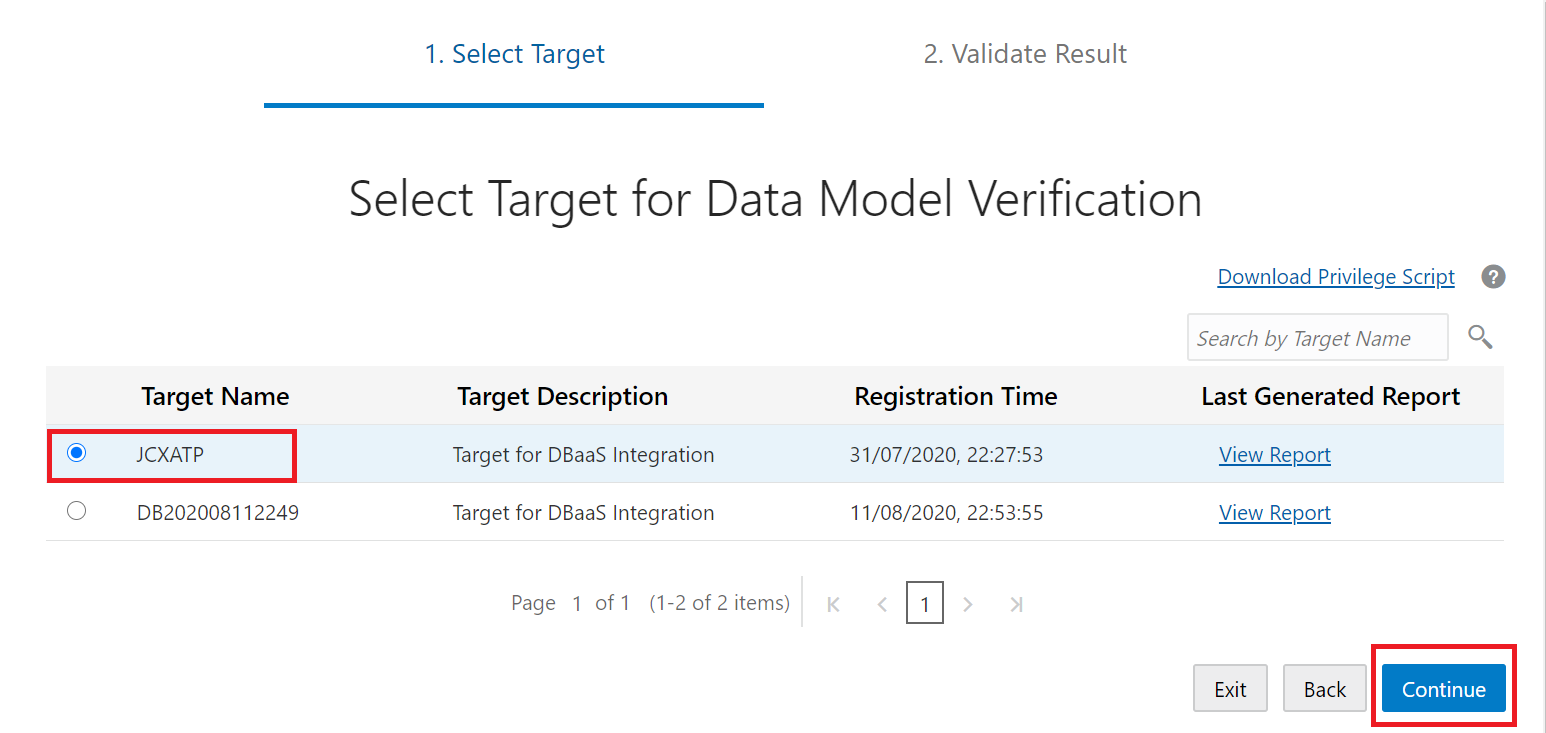 1. Select Target 2. Validate Result
Select Target for Data Model Verification
Download Privilege Script ?
Search by Target Name
Target Name Target Description Registration Time Last Generated Report
JCXATP Target for DBaaS Integration 31/07/2020, 22:27:53 View Report
DB202008112249 Target for DBaaS Integration 11/08/2020, 22:53:55 View Report
Page 1 of 1 (1-2 of 2 items) 1
Exit Back Continue